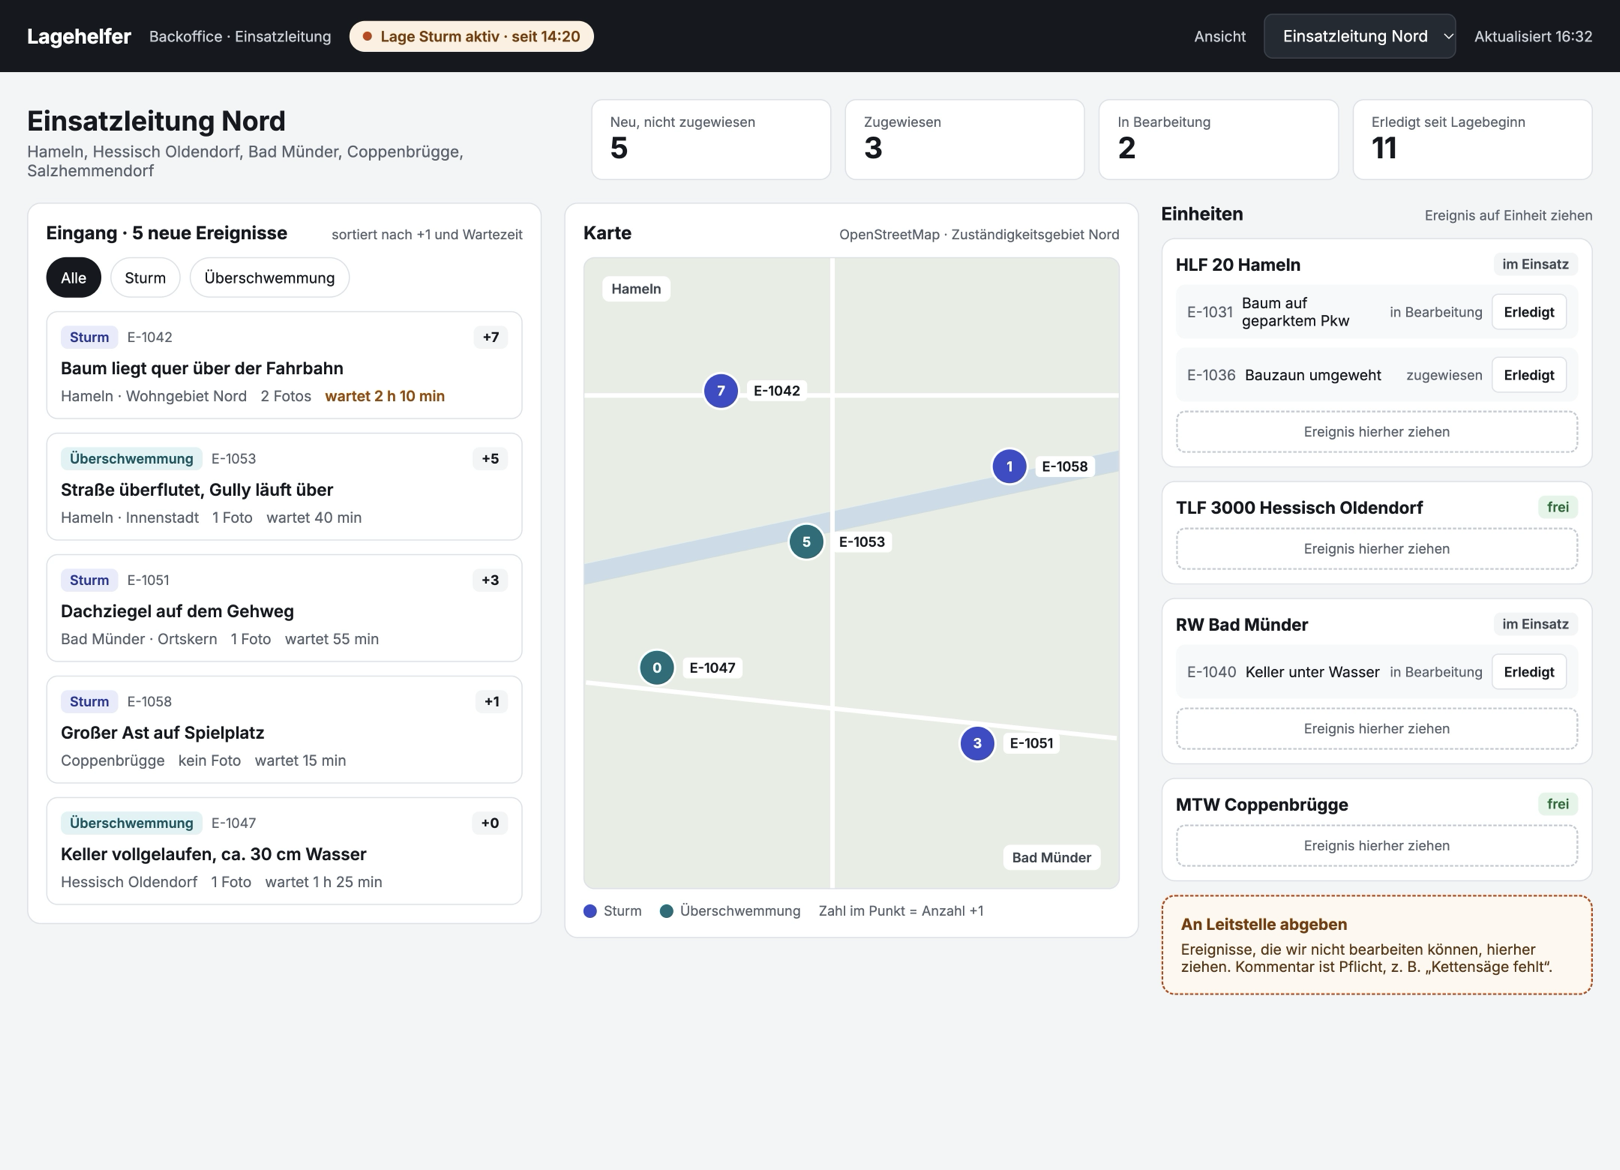 Lagehelfer
Backoffice · Einsatzleitung
Lage Sturm aktiv · seit 14:20
Ansicht
Einsatzleitung Nord
Aktualisiert 16:32
Einsatzleitung Nord
Hameln, Hessisch Oldendorf, Bad Münder, Coppenbrügge,
Salzhemmendorf
Neu, nicht zugewiesen
5
Zugewiesen
3
In Bearbeitung
2
Erledigt seit Lagebeginn
11
Eingang · 5 neue Ereignisse
sortiert nach +1 und Wartezeit
Alle
Sturm
Überschwemmung
Sturm E-1042 +7
Baum liegt quer über der Fahrbahn
Hameln · Wohngebiet Nord 2 Fotos wartet 2 h 10 min
Überschwemmung E-1053 +5
Straße überflutet, Gully läuft über
Hameln · Innenstadt 1 Foto wartet 40 min
Sturm E-1051 +3
Dachziegel auf dem Gehweg
Bad Münder · Ortskern 1 Foto wartet 55 min
Sturm E-1058 +1
Großer Ast auf Spielplatz
Coppenbrügge kein Foto wartet 15 min
Überschwemmung E-1047 +0
Keller vollgelaufen, ca. 30 cm Wasser
Hessisch Oldendorf 1 Foto wartet 1 h 25 min
Karte
OpenStreetMap · Zuständigkeitsgebiet Nord
Hameln
7 E-1042
1 E-1058
5 E-1053
0 E-1047
3 E-1051
Bad Münder
Sturm
Überschwemmung
Zahl im Punkt = Anzahl +1
Einheiten
Ereignis auf Einheit ziehen
HLF 20 Hameln
im Einsatz
E-1031 Baum auf
geparktem Pkw
in Bearbeitung
Erledigt
E-1036 Bauzaun umgeweht
zugewiesen
Erledigt
Ereignis hierher ziehen
TLF 3000 Hessisch Oldendorf
frei
Ereignis hierher ziehen
RW Bad Münder
im Einsatz
E-1040 Keller unter Wasser
in Bearbeitung
Erledigt
Ereignis hierher ziehen
MTW Coppenbrügge
frei
Ereignis hierher ziehen
An Leitstelle abgeben
Ereignisse, die wir nicht bearbeiten können, hierher
ziehen. Kommentar ist Pflicht, z. B. „Kettensäge fehlt“.